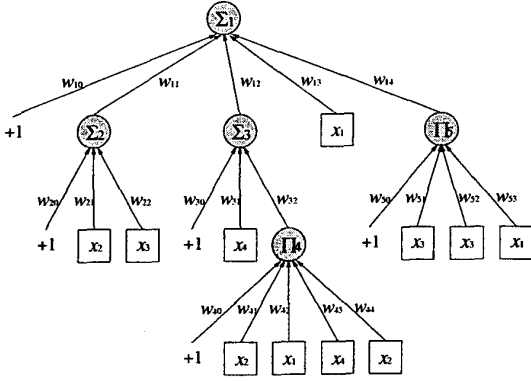 Σ1
w10 w11 w12 w13 w14
+1 Σ2 Σ3 x1 Π5
w20 w21 w22 w30 w31 w32 w50 w51 w52 w53
+1 x2 x3 +1 x4 Π4 +1 x3 x3 x1
w40 w41 w42 w43 w44
+1 x2 x1 x4 x2